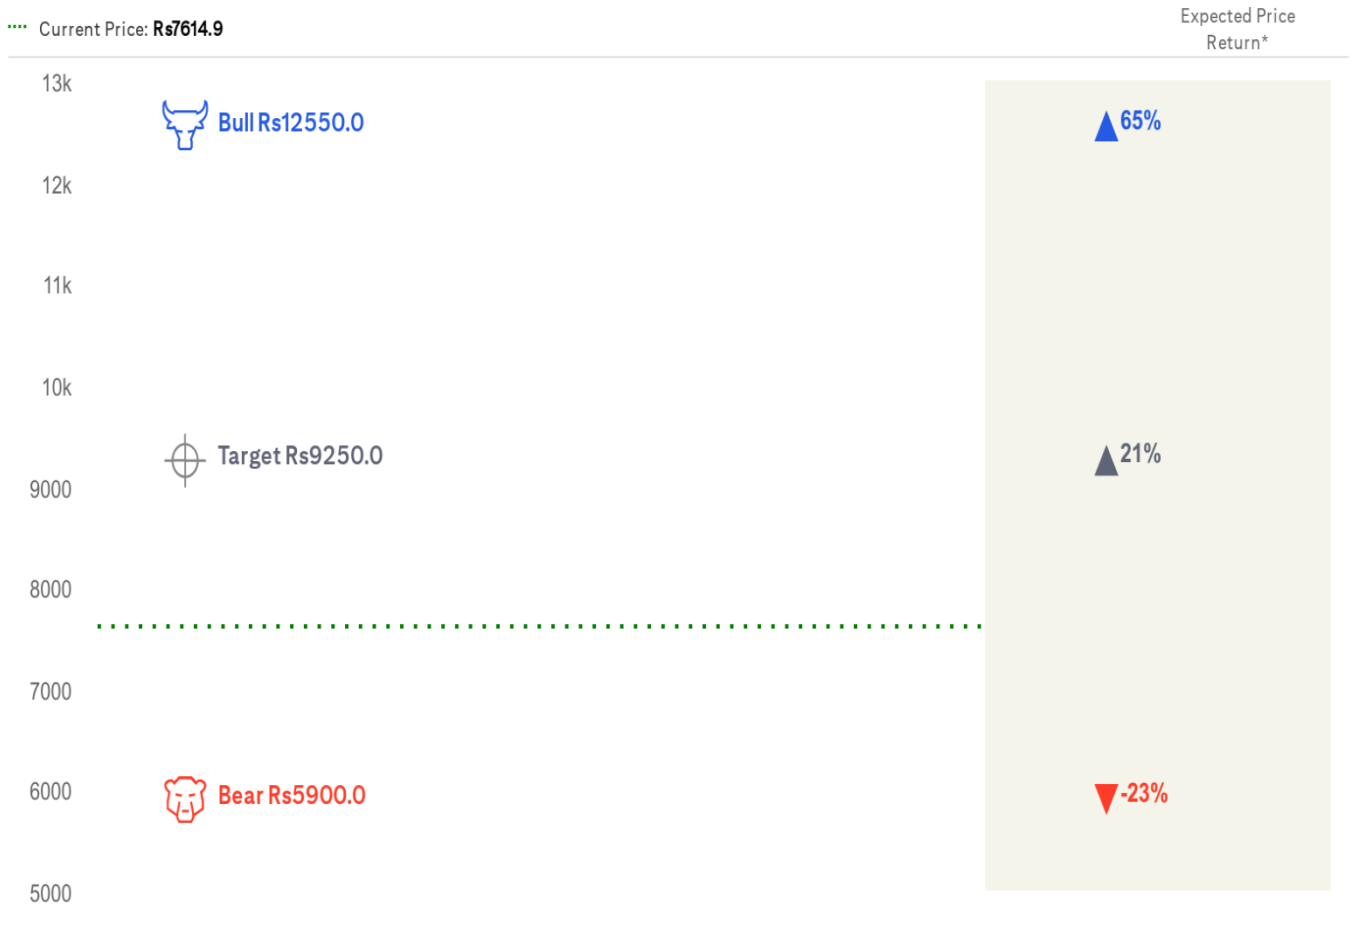 Current Price: Rs7614.9
Expected Price
Return*
13k
Bull Rs12550.0
65%
12k
11k
10k
Target Rs9250.0
21%
9000
8000
7000
6000
Bear Rs5900.0
-23%
5000